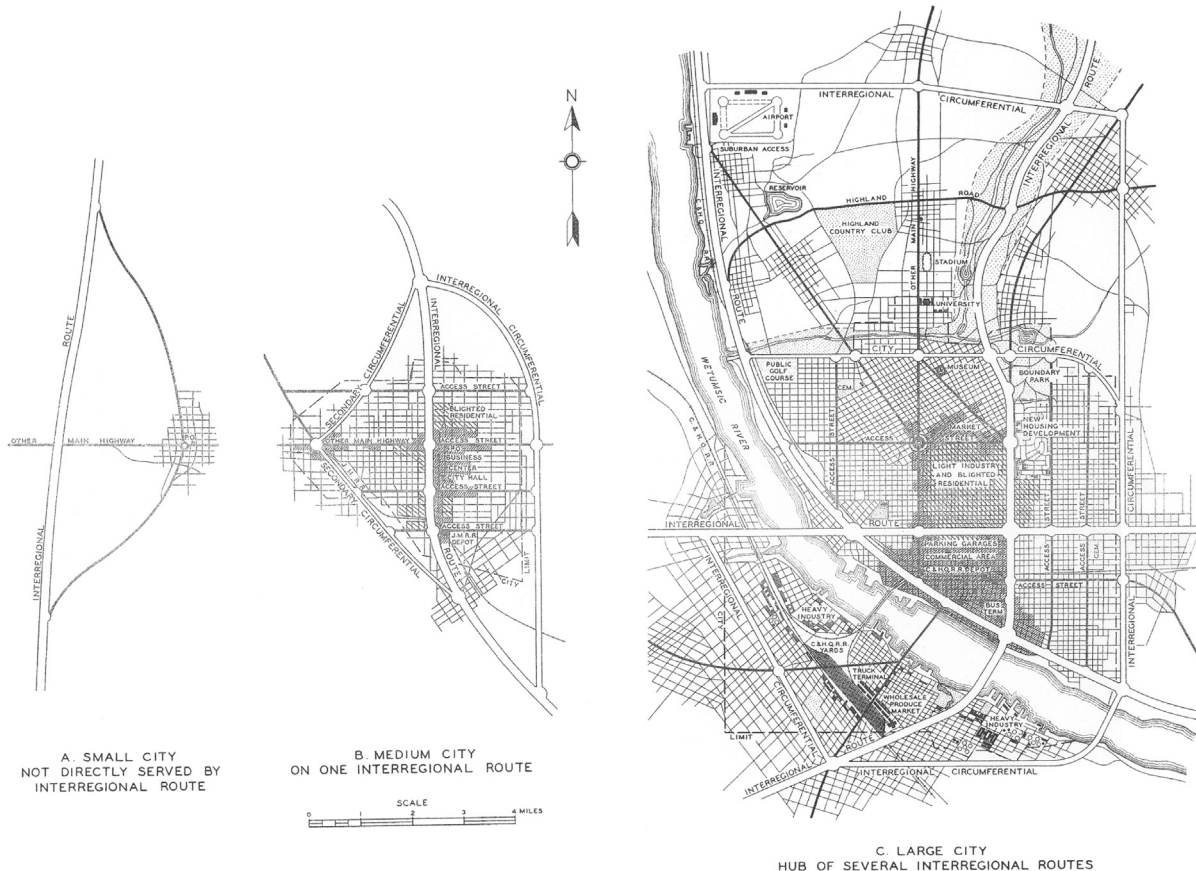 N
ROUTE
OTHER MAIN HIGHWAY
P.O.
INTERREGIONAL
A. SMALL CITY
NOT DIRECTLY SERVED BY
INTERREGIONAL ROUTE
INTERREGIONAL CIRCUMFERENTIAL
INTERREGIONAL
SECONDARY CIRCUMFERENTIAL
ACCESS STREET
BLIGHTED
RESIDENTIAL
OTHER MAIN HIGHWAY
ACCESS STREET
P.O.
BUSINESS
CENTER
CITY HALL
ACCESS STREET
J.M.R.R.
SECONDARY CIRCUMFERENTIAL
ACCESS STREET
J-M R.R.
DEPOT
ROUTE
CITY
LIMIT
B. MEDIUM CITY
ON ONE INTERREGIONAL ROUTE
SCALE
0 1 2 3 4 MILES
INTERREGIONAL CIRCUMFERENTIAL
ROUTE
INTERREGIONAL
AIRPORT
SUBURBAN ACCESS
INTERREGIONAL
ROUTE
C.&H.Q.
R.R.
RESERVOIR
HIGHLAND ROAD
HIGHLAND
COUNTRY CLUB
OTHER MAIN HIGHWAY
STADIUM
UNIVERSITY
WETUMSIC RIVER
CITY CIRCUMFERENTIAL
PUBLIC
GOLF
COURSE
CEM.
MUSEUM
BOUNDARY
PARK
ACCESS STREET
NEW
HOUSING
DEVELOPMENT
C.&H.Q.R.R.
ACCESS
MARKET
STREET
LIGHT INDUSTRY
AND BLIGHTED
RESIDENTIAL
ACCESS STREET
CIRCUMFERENTIAL
INTERREGIONAL ROUTE
PARKING GARAGES
COMMERCIAL AREA
C.&H.Q.R.R. DEPOT
ACCESS STREET
CEM.
ACCESS STREET
BUS
TERM.
INTERREGIONAL
INTERREGIONAL
CITY
HEAVY
INDUSTRY
C.&H.Q.R.R.
YARDS
TRUCK
TERMINAL
WHOLESALE
PRODUCE
MARKET
CIRCUMFERENTIAL
HEAVY
INDUSTRY
LIMIT
INTERREGIONAL ROUTE
INTERREGIONAL CIRCUMFERENTIAL
C. LARGE CITY
HUB OF SEVERAL INTERREGIONAL ROUTES